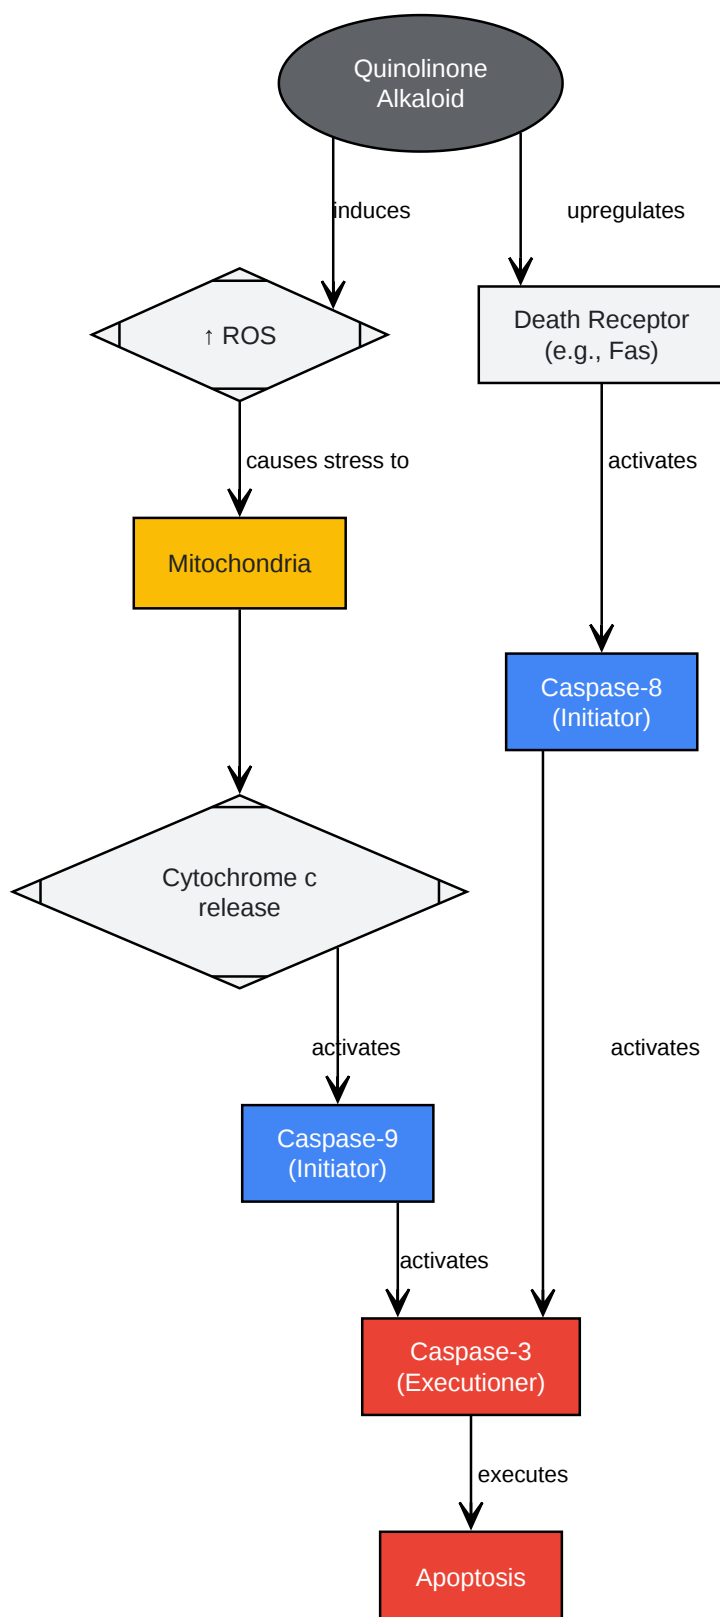 Quinolinone
Alkaloid
induces
upregulates
↑ ROS
Death Receptor
(e.g., Fas)
causes stress to
activates
Mitochondria
Caspase-8
(Initiator)
Cytochrome c
release
activates
activates
Caspase-9
(Initiator)
activates
Caspase-3
(Executioner)
executes
Apoptosis